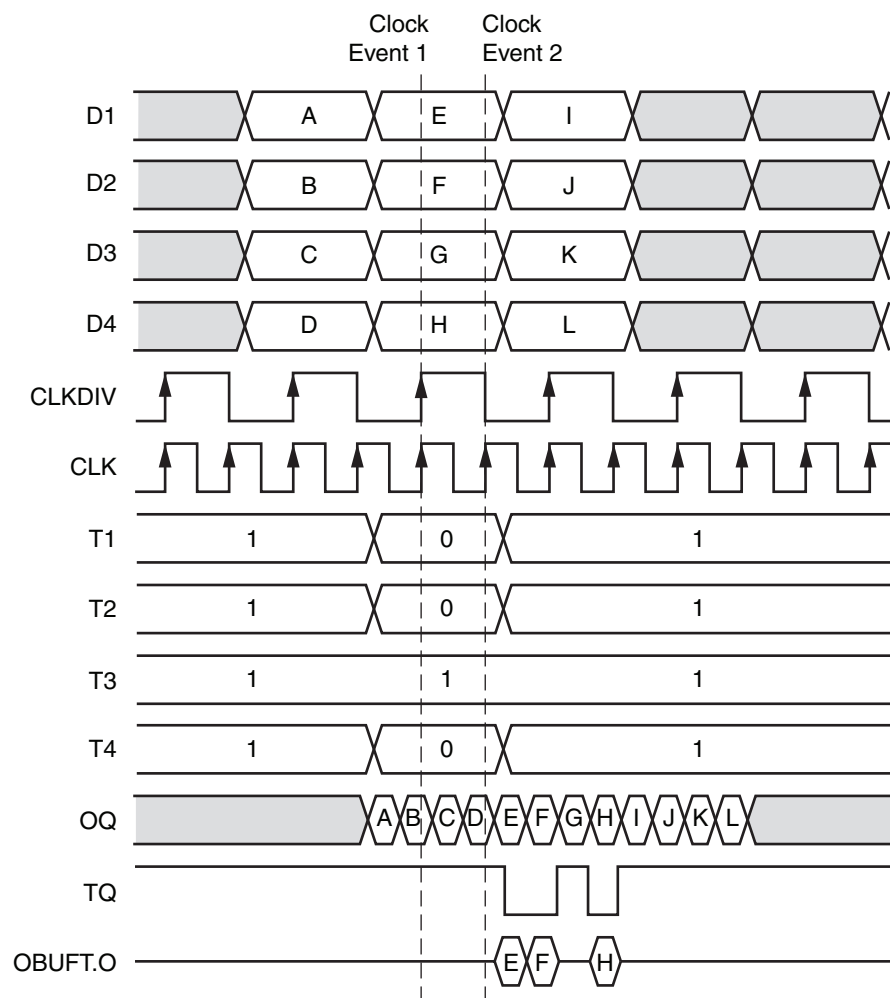 Clock Event 1
Clock Event 2
D1 A E I
D2 B F J
D3 C G K
D4 D H L
CLKDIV
CLK
T1 1 0 1
T2 1 0 1
T3 1 1 1
T4 1 0 1
OQ A B C D E F G H I J K L
TQ
OBUFT.O E F H